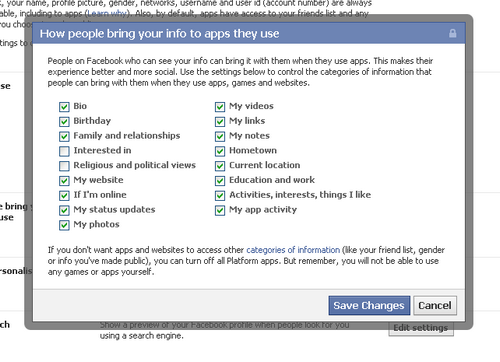 t, your name, profile picture, gender, networks, username and user id (account number) are always
able, including to apps (Learn why). Also, by default, apps have access to your friends list and any
you choos
ttings to c
How people bring your info to apps they use
People on Facebook who can see your info can bring it with them when they use apps. This makes their
experience better and more social. Use the settings below to control the categories of information that
people can bring with them when they use apps, games and websites.
Bio
Birthday
Family and relationships
Interested in
Religious and political views
My website
If I'm online
My status updates
My photos
My videos
My links
My notes
Hometown
Current location
Education and work
Activities, interests, things I like
My app activity
If you don't want apps and websites to access other categories of information (like your friend list, gender
or info you've made public), you can turn off all Platform apps. But remember, you will not be able to use
any games or apps yourself.
Save Changes
Cancel
use
e bring y
use
ersonalis
ch
Show a preview of your Facebook profile when people look for you
using a search engine.
Edit settings